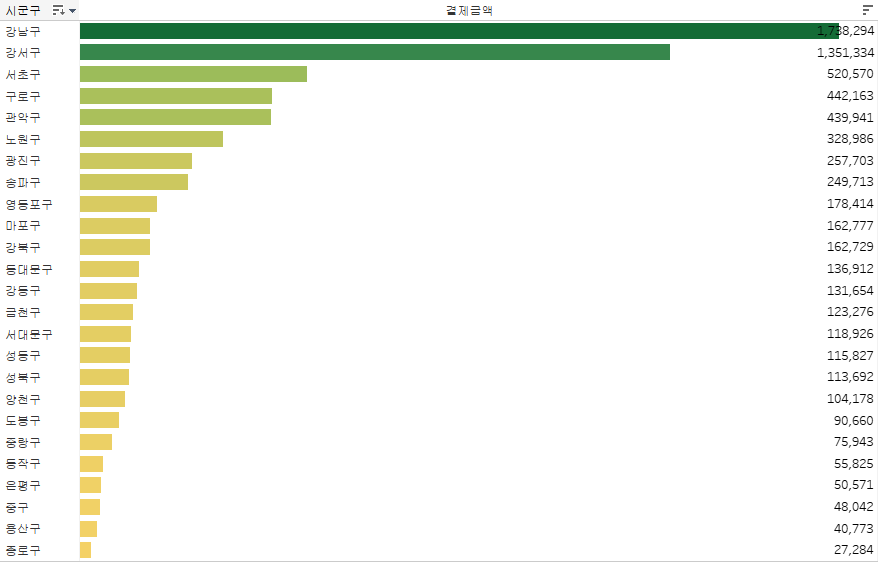 시군구 결제금액
강남구 1,738,294
강서구 1,351,334
서초구 520,570
구로구 442,163
관악구 439,941
노원구 328,986
광진구 257,703
송파구 249,713
영등포구 178,414
마포구 162,777
강북구 162,729
동대문구 136,912
강동구 131,654
금천구 123,276
서대문구 118,926
성동구 115,827
성북구 113,692
양천구 104,178
도봉구 90,660
중랑구 75,943
동작구 55,825
은평구 50,571
중구 48,042
용산구 40,773
종로구 27,284